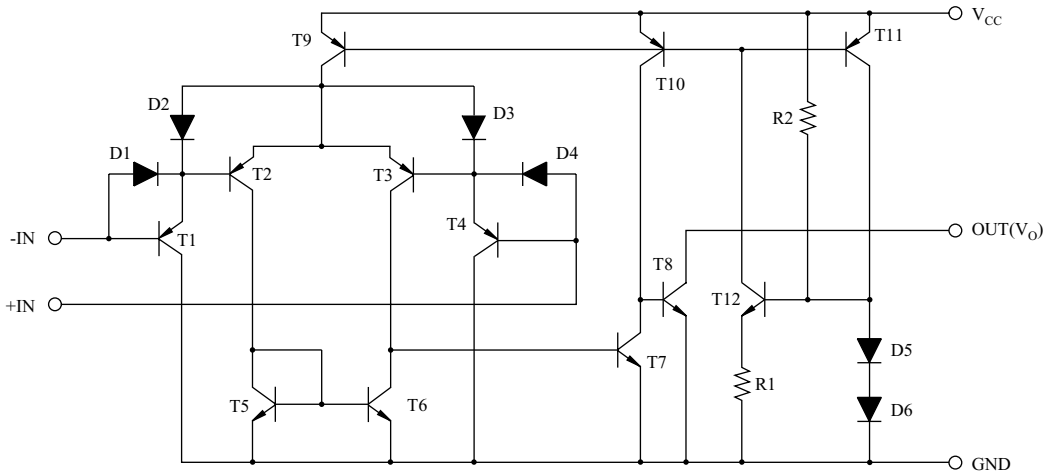 V_CC
T9
T11
T10
D2
D3
R2
D1
D4
T2
T3
-IN
T1
T4
OUT(V_O)
T8
T12
+IN
T7
D5
R1
T5
T6
D6
GND